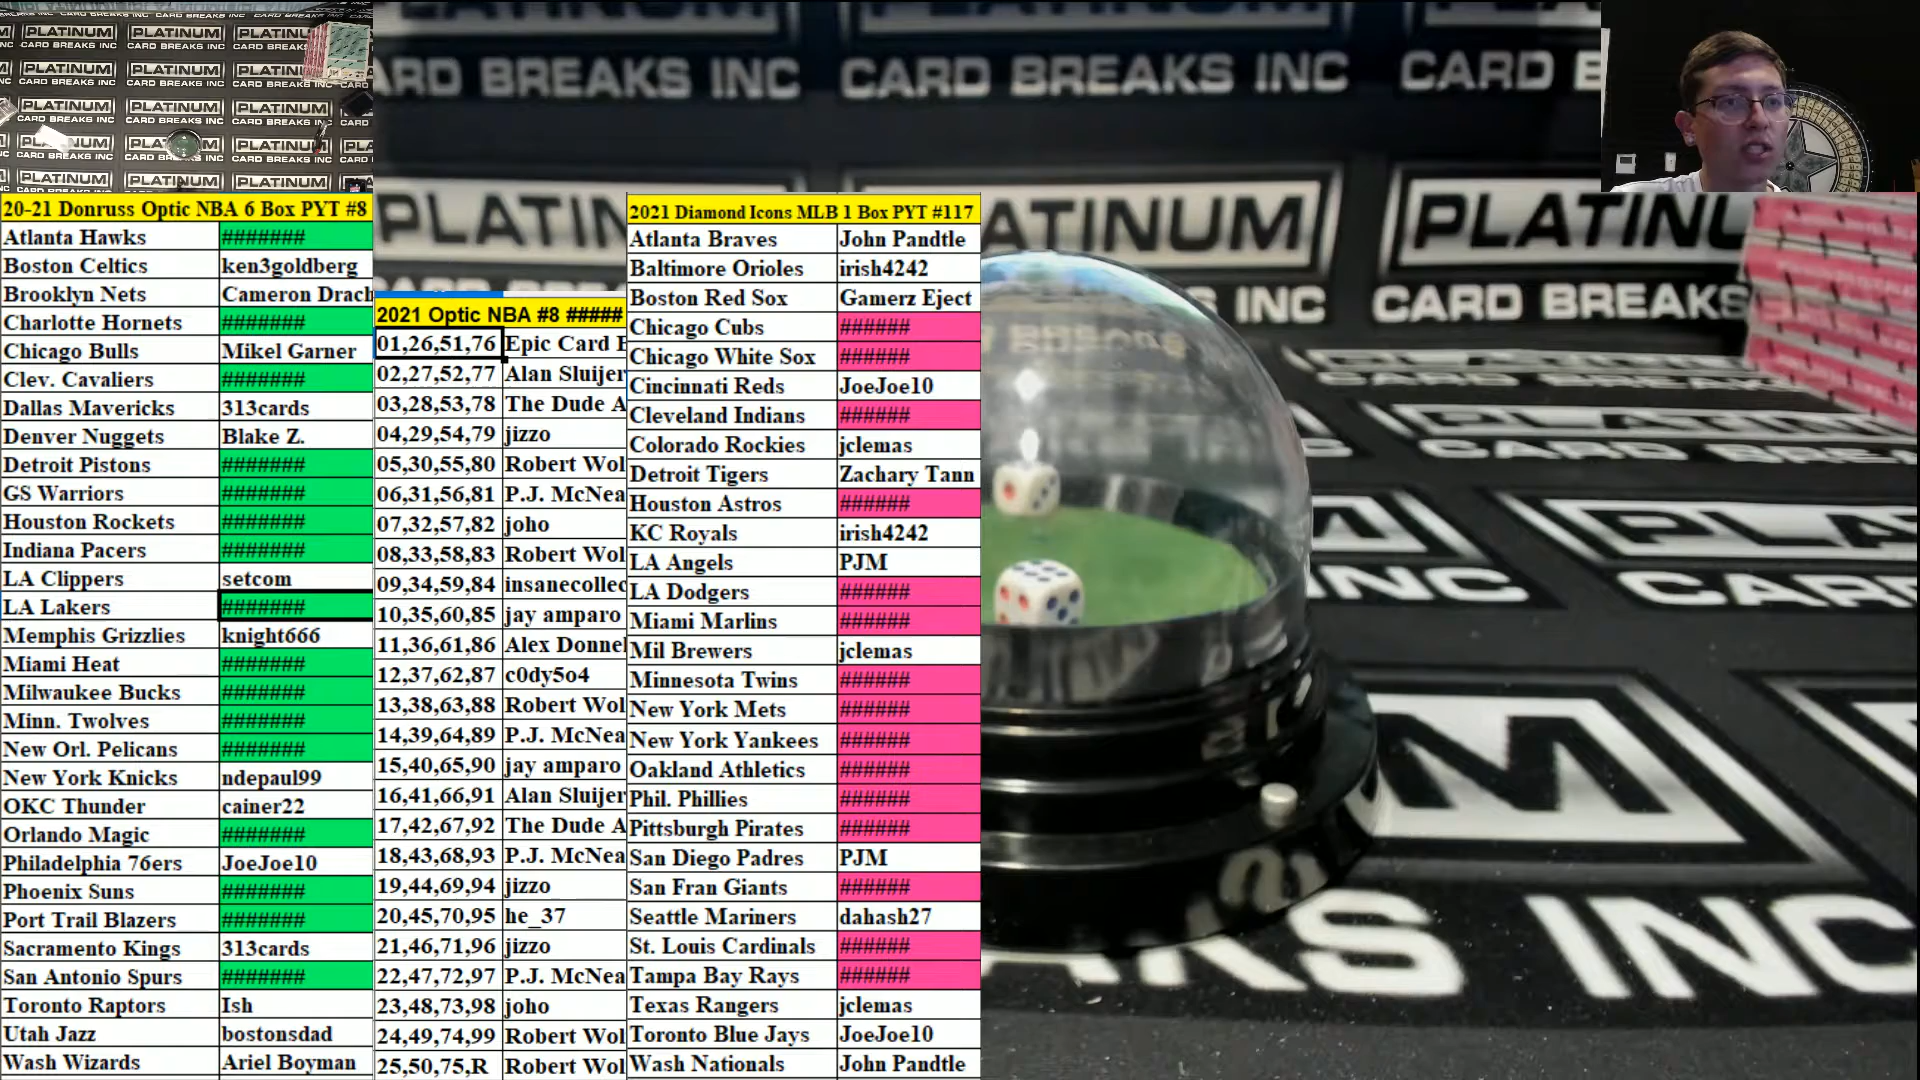 PLATINUM
CARD BREAKS INC
PLATINUM
CARD BREAKS INC
20-21 Donruss Optic NBA 6 Box PYT #8
Atlanta Hawks #######
Boston Celtics ken3goldberg
Brooklyn Nets Cameron Drach
Charlotte Hornets #######
Chicago Bulls Mikel Garner
Clev. Cavaliers #######
Dallas Mavericks 313cards
Denver Nuggets Blake Z.
Detroit Pistons #######
GS Warriors #######
Houston Rockets #######
Indiana Pacers #######
LA Clippers setcom
LA Lakers #######
Memphis Grizzlies knight666
Miami Heat #######
Milwaukee Bucks #######
Minn. Twolves #######
New Orl. Pelicans #######
New York Knicks ndepaul99
OKC Thunder cainer22
Orlando Magic #######
Philadelphia 76ers JoeJoe10
Phoenix Suns #######
Port Trail Blazers #######
Sacramento Kings 313cards
San Antonio Spurs #######
Toronto Raptors Ish
Utah Jazz bostonsdad
Wash Wizards Ariel Boyman
2021 Optic NBA #8 #####
01,26,51,76 Epic Card
02,27,52,77 Alan Sluijer
03,28,53,78 The Dude A
04,29,54,79 jizzo
05,30,55,80 Robert Wol
06,31,56,81 P.J. McNea
07,32,57,82 joho
08,33,58,83 Robert Wol
09,34,59,84 insanecollec
10,35,60,85 jay amparo
11,36,61,86 Alex Donnel
12,37,62,87 c0dy5o4
13,38,63,88 Robert Wol
14,39,64,89 P.J. McNea
15,40,65,90 jay amparo
16,41,66,91 Alan Sluijer
17,42,67,92 The Dude A
18,43,68,93 P.J. McNea
19,44,69,94 jizzo
20,45,70,95 he_37
21,46,71,96 jizzo
22,47,72,97 P.J. McNea
23,48,73,98 joho
24,49,74,99 Robert Wol
25,50,75,R Robert Wol
2021 Diamond Icons MLB 1 Box PYT #117
Atlanta Braves John Pandtle
Baltimore Orioles irish4242
Boston Red Sox Gamerz Eject
Chicago Cubs ######
Chicago White Sox ######
Cincinnati Reds JoeJoe10
Cleveland Indians ######
Colorado Rockies jclemas
Detroit Tigers Zachary Tann
Houston Astros ######
KC Royals irish4242
LA Angels PJM
LA Dodgers ######
Miami Marlins ######
Mil Brewers jclemas
Minnesota Twins ######
New York Mets ######
New York Yankees ######
Oakland Athletics ######
Phil. Phillies ######
Pittsburgh Pirates ######
San Diego Padres PJM
San Fran Giants ######
Seattle Mariners dahash27
St. Louis Cardinals ######
Tampa Bay Rays ######
Texas Rangers jclemas
Toronto Blue Jays JoeJoe10
Wash Nationals John Pandtle